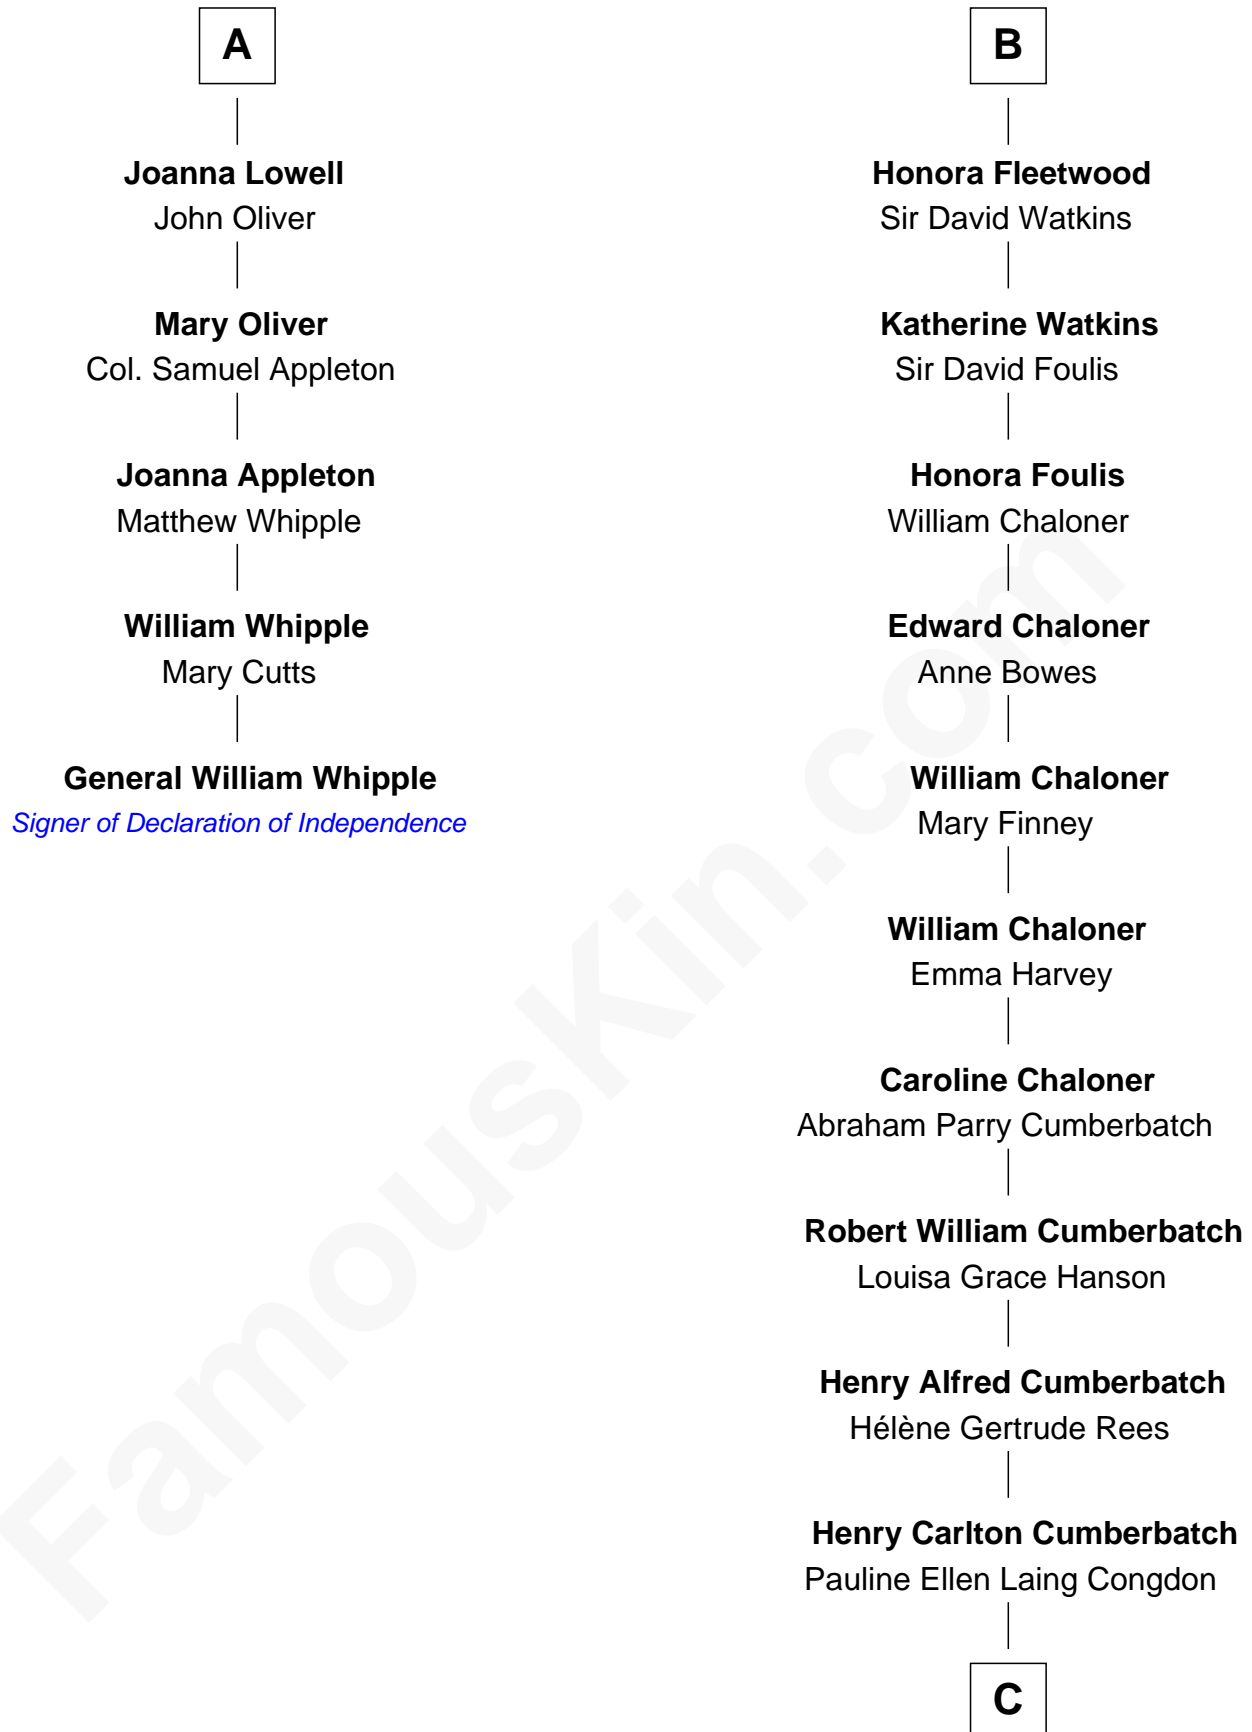 A
Joanna Lowell
John Oliver
Mary Oliver
Col. Samuel Appleton
Joanna Appleton
Matthew Whipple
William Whipple
Mary Cutts
General William Whipple
Signer of Declaration of Independence
B
Honora Fleetwood
Sir David Watkins
Katherine Watkins
Sir David Foulis
Honora Foulis
William Chaloner
Edward Chaloner
Anne Bowes
William Chaloner
Mary Finney
William Chaloner
Emma Harvey
Caroline Chaloner
Abraham Parry Cumberbatch
Robert William Cumberbatch
Louisa Grace Hanson
Henry Alfred Cumberbatch
Hélène Gertrude Rees
Henry Carlton Cumberbatch
Pauline Ellen Laing Congdon
C
FamousKin.com